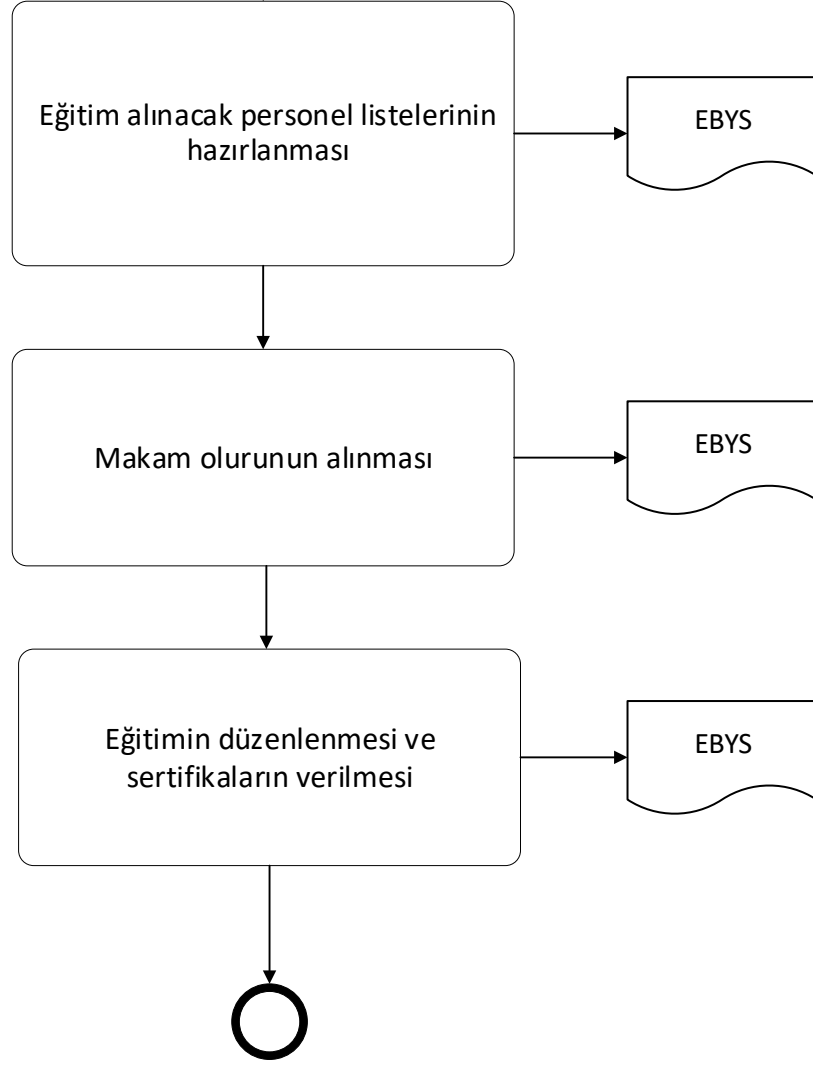 Eğitim alınacak personel listelerinin
hazırlanması
EBYS
Makam olurunun alınması
EBYS
Eğitimin düzenlenmesi ve
sertifikaların verilmesi
EBYS